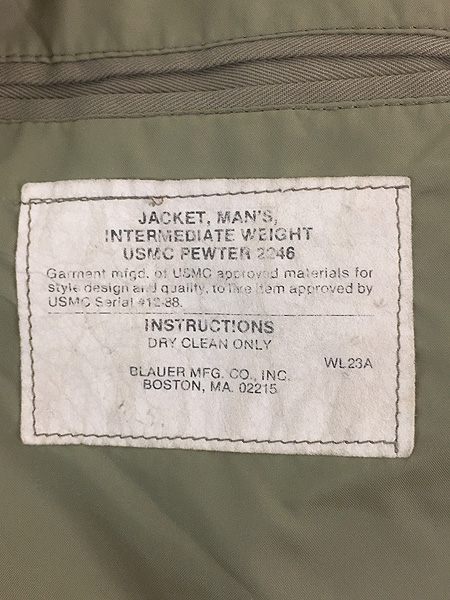 JACKET, MAN'S,
INTERMEDIATE WEIGHT
USMC PEWTER 2246
Garment mfgd. of USMC approved materials for
style design and quality, to like item approved by
USMC Serial #12-88.
INSTRUCTIONS
DRY CLEAN ONLY
WL23A
BLAUER MFG. CO., INC.
BOSTON, MA. 02215